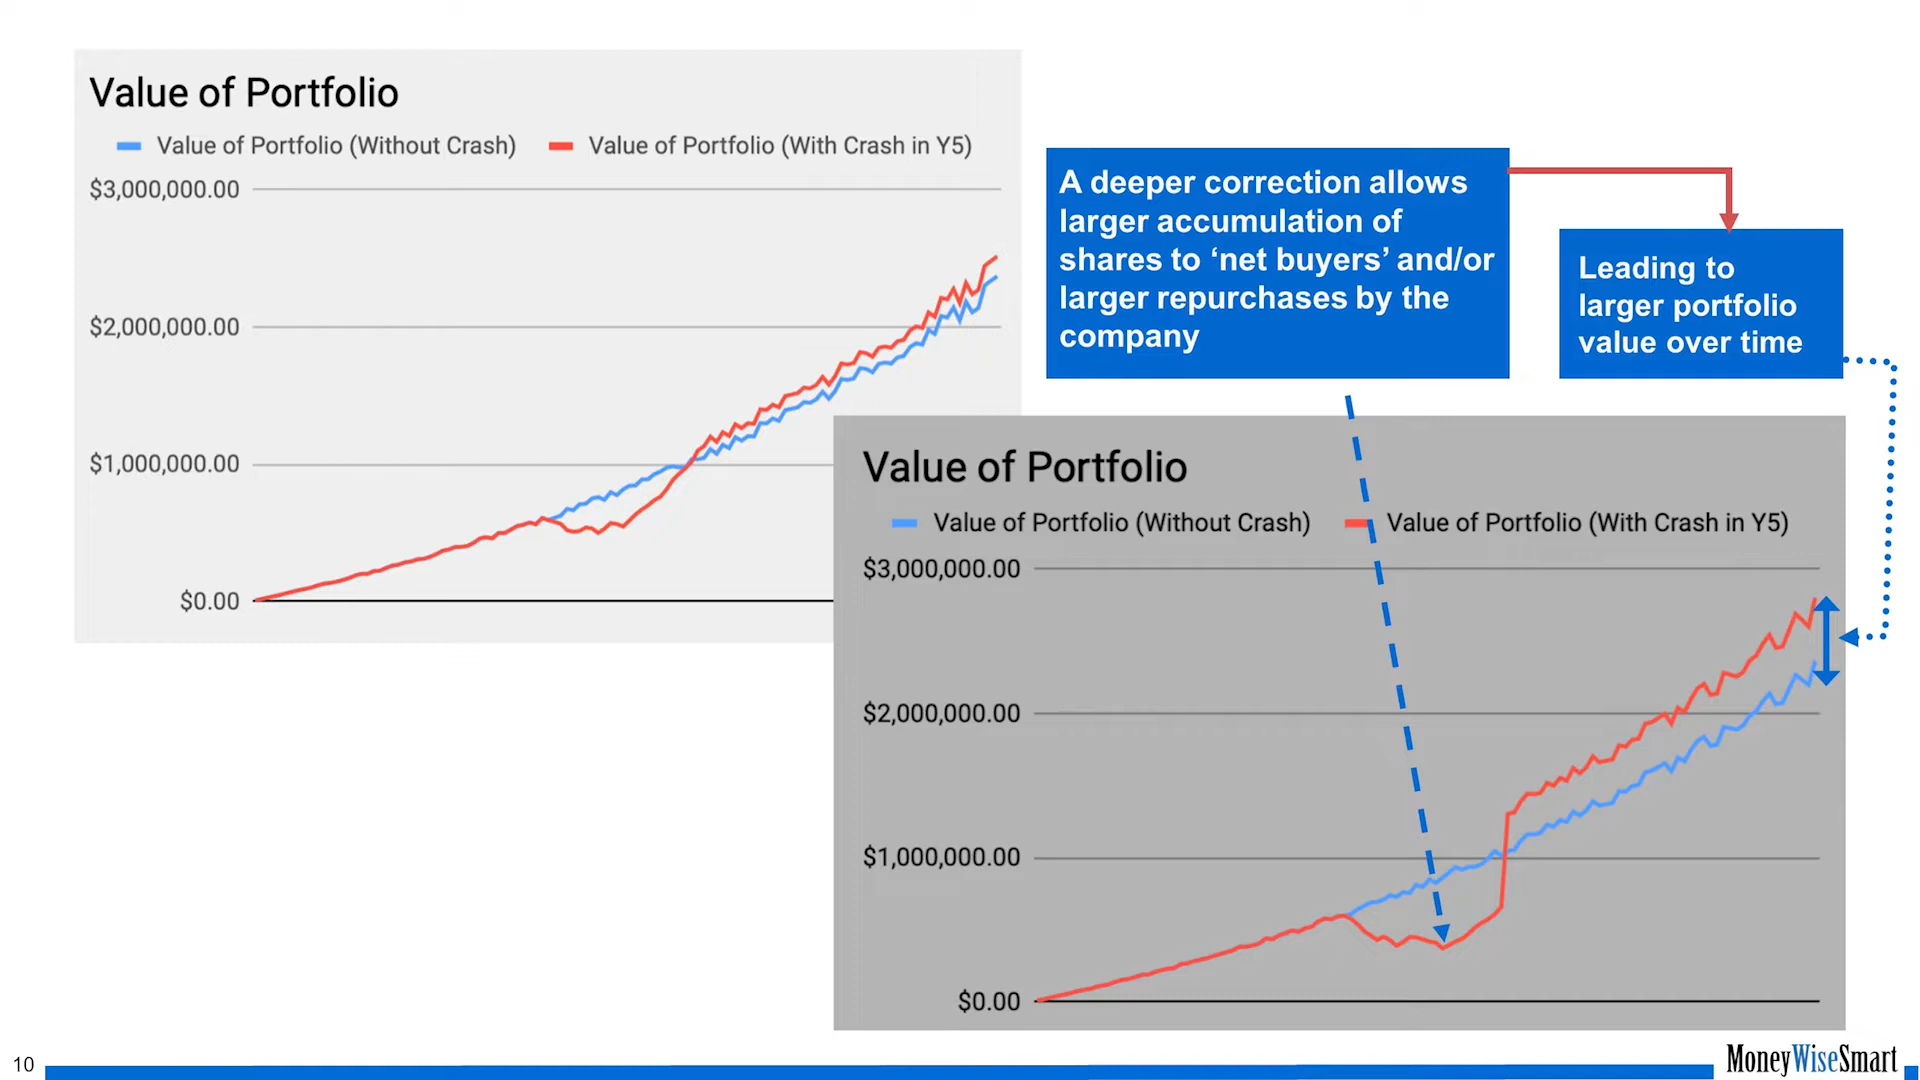 Value of Portfolio
Value of Portfolio (Without Crash)
Value of Portfolio (With Crash in Y5)
$3,000,000.00
$2,000,000.00
$1,000,000.00
$0.00
A deeper correction allows
larger accumulation of
shares to ‘net buyers’ and/or
larger repurchases by the
company
Leading to
larger portfolio
value over time
Value of Portfolio
Value of Portfolio (Without Crash)
Value of Portfolio (With Crash in Y5)
$3,000,000.00
$2,000,000.00
$1,000,000.00
$0.00
10
MoneyWiseSmart